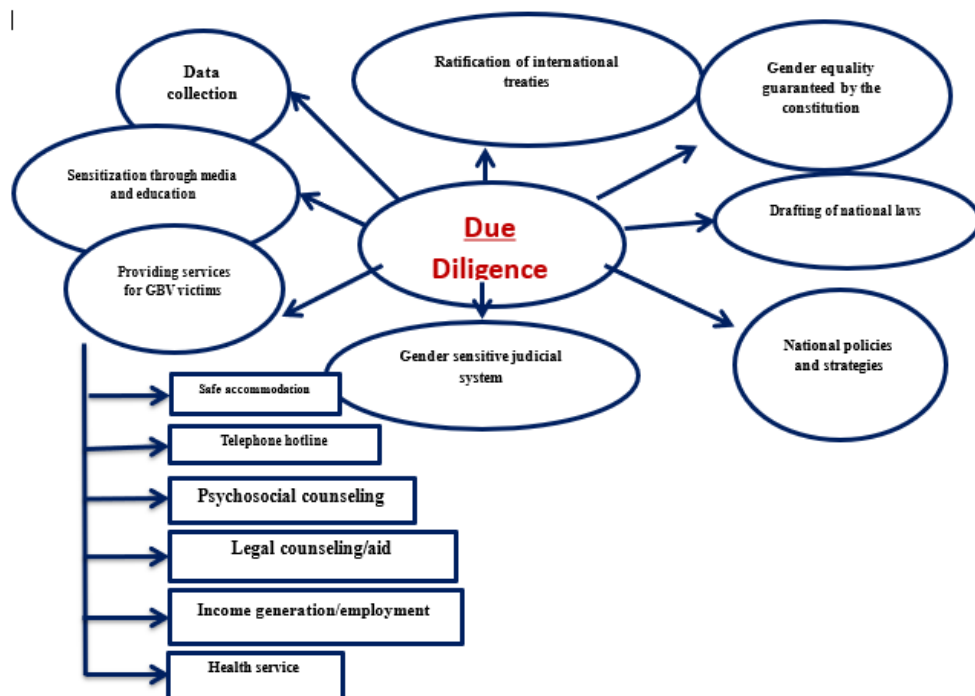 Data
collection
Ratification of international
treaties
Gender equality
guaranteed by the
constitution
Sensitization through media
and education
Due
Diligence
Drafting of national laws
Providing services
for GBV victims
Gender sensitive judicial
system
National policies
and strategies
Safe accommodation
Telephone hotline
Psychosocial counseling
Legal counseling/aid
Income generation/employment
Health service